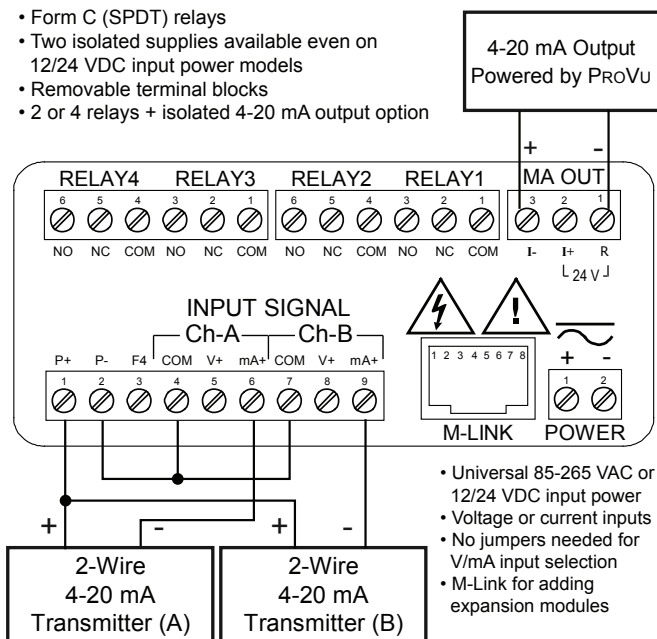 • Form C (SPDT) relays
• Two isolated supplies available even on
12/24 VDC input power models
• Removable terminal blocks
• 2 or 4 relays + isolated 4-20 mA output option
4-20 mA Output
Powered by PROVU
+ -
RELAY4 RELAY3 RELAY2 RELAY1 MA OUT
6 5 4 3 2 1 6 5 4 3 2 1 3 2 1
NO NC COM NO NC COM NO NC COM NO NC COM I- I+ R
24 V
INPUT SIGNAL
Ch-A Ch-B
P+ P- F4 COM V+ mA+ COM V+ mA+
1 2 3 4 5 6 7 8 9
1 2 3 4 5 6 7 8
M-LINK
+ -
1 2
POWER
+ - + -
2-Wire
4-20 mA
Transmitter (A)
2-Wire
4-20 mA
Transmitter (B)
• Universal 85-265 VAC or
12/24 VDC input power
• Voltage or current inputs
• No jumpers needed for
V/mA input selection
• M-Link for adding
expansion modules